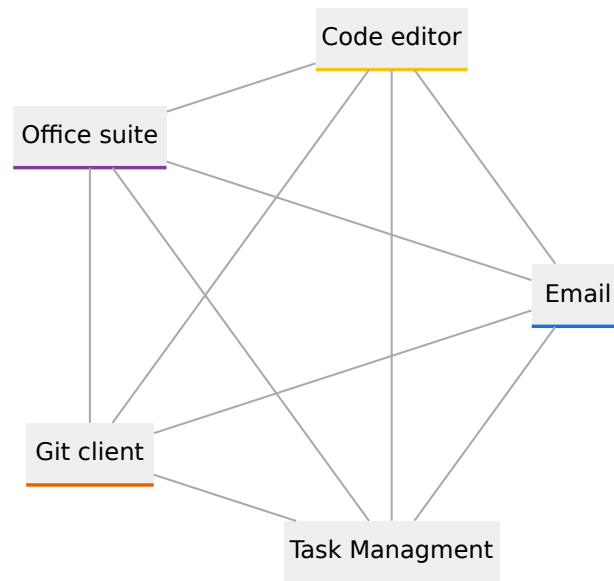 Code editor
Office suite
Email
Git client
Task Managment